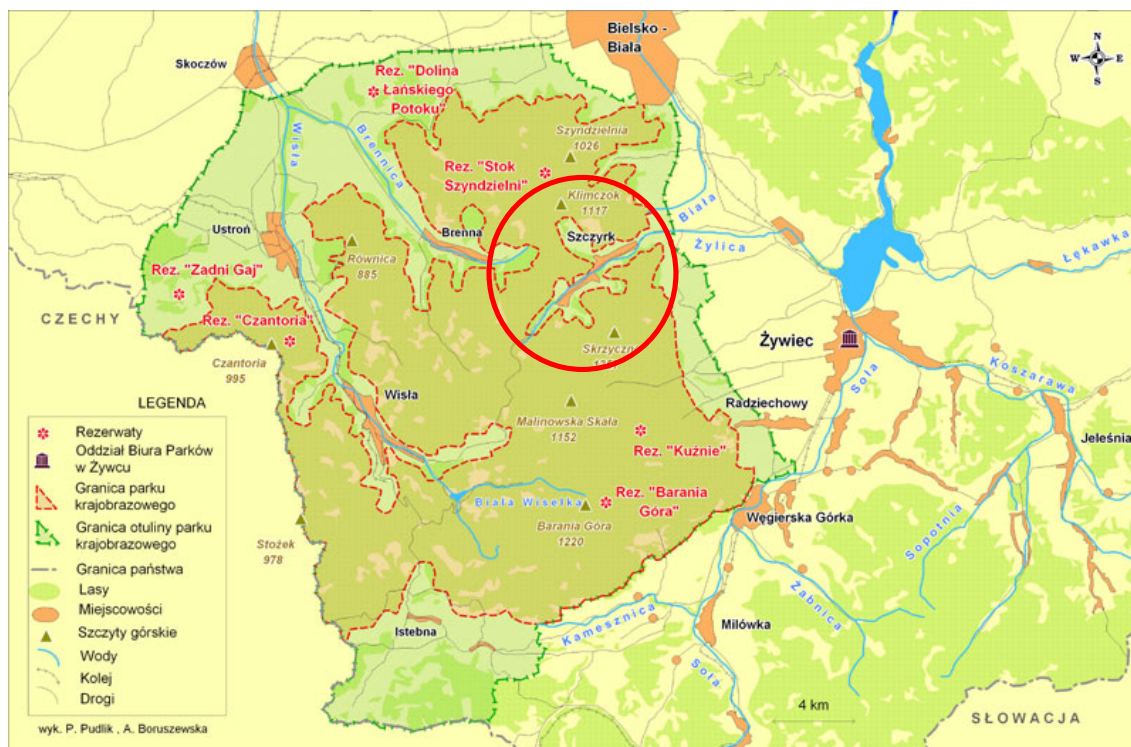 Bielsko -
Biała
N
W
E
S
Skoczów
Rez. "Dolina
Łańskiego
Potoku"
Wisła
Brennica
Szyndzielnia
1026
Rez. "Stok
Szyndzielni"
Klimczok
1117
Biała
Ustroń
Brenna
Szczyrk
Żylica
Łękawka
Równica
885
Rez. "Zadni Gaj"
CZECHY
Rez. "Czantoria"
Czantoria
995
Skrzyczne
Żywiec
Soła
Koszarawa
Wisła
Radziechowy
Malinowska Skała
1152
Rez. "Kuźnie"
Jeleśnia
Biała Wisełka
Rez. "Barania
Góra"
Barania Góra
1220
Węgierska Górka
Sopotnia
Stożek
978
Żabnica
Kamesznica
Istebna
Milówka
Soła
4 km
SŁOWACJA
LEGENDA
Rezerwaty
Oddział Biura Parków
w Żywcu
Granica parku
krajobrazowego
Granica otuliny parku
krajobrazowego
Granica państwa
Lasy
Miejscowości
Szczyty górskie
Wody
Kolej
Drogi
wyk. P. Pudlik , A. Boruszewska